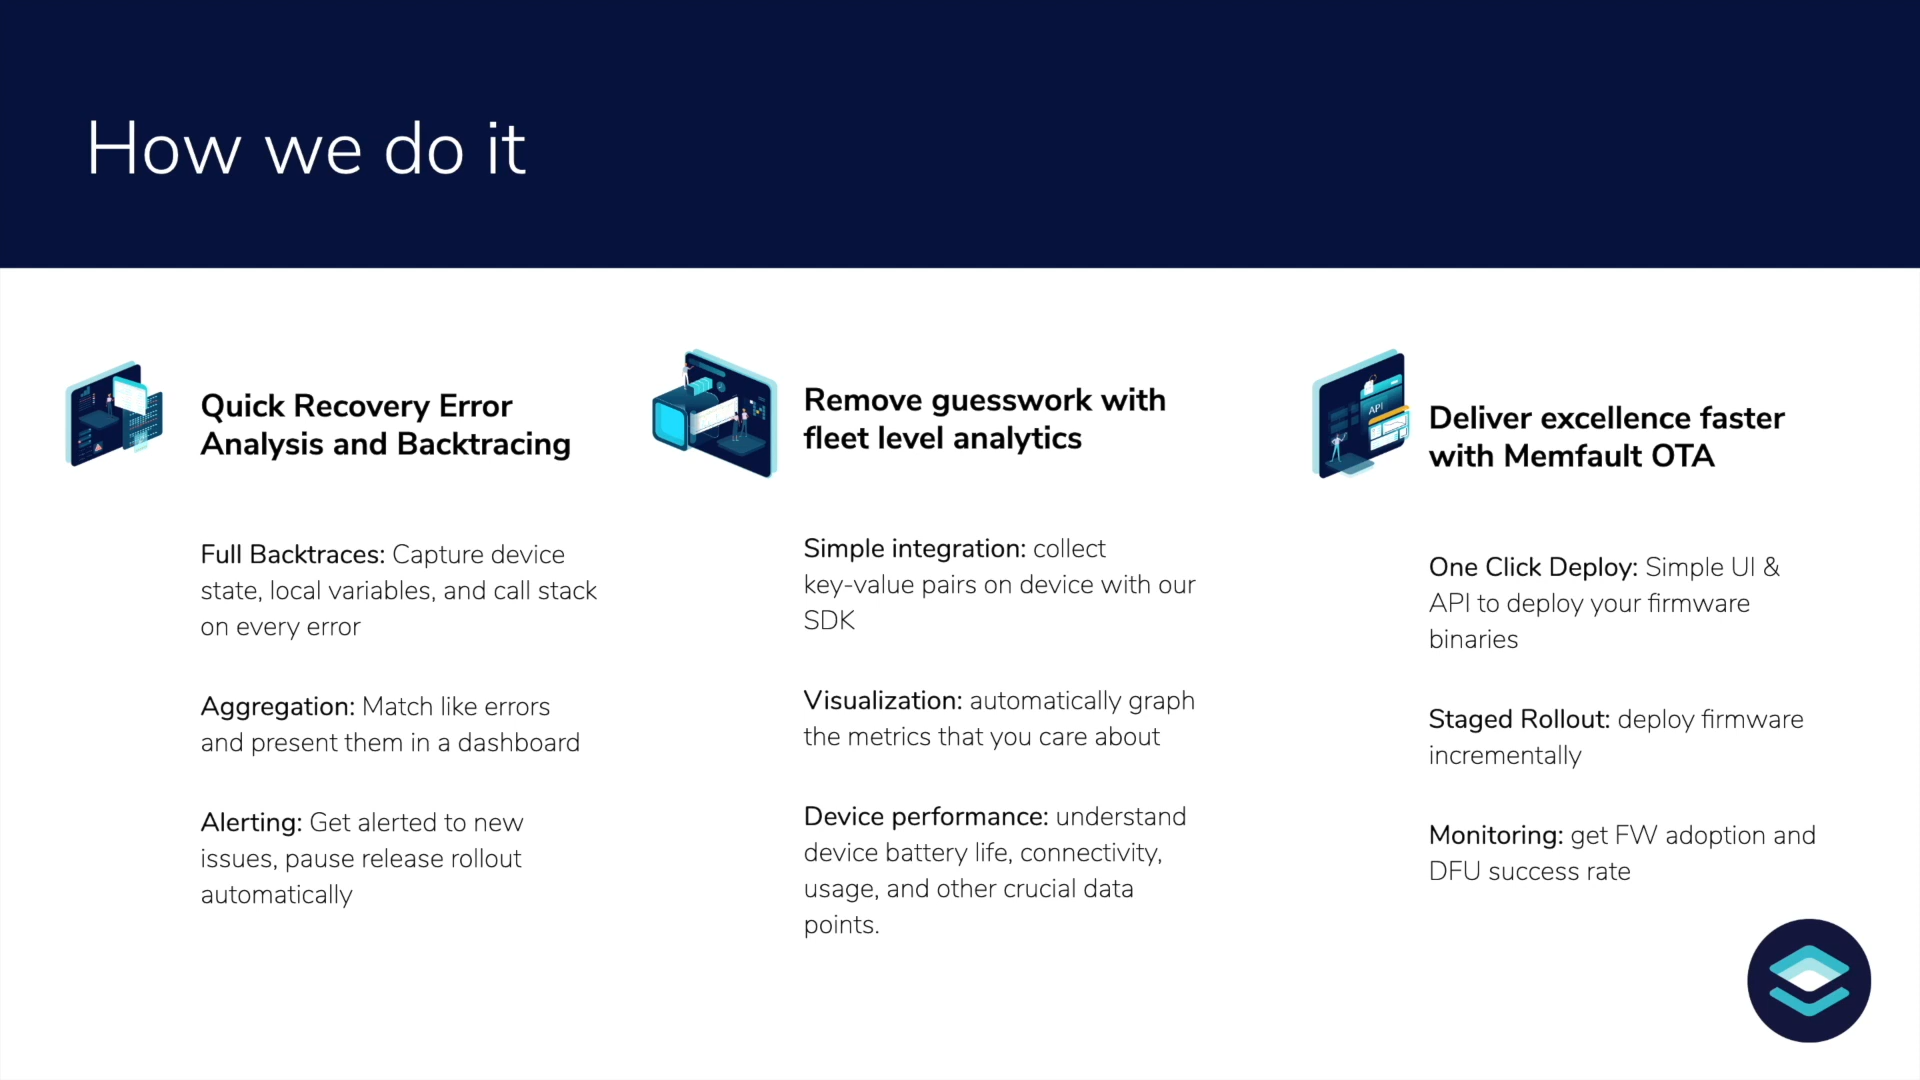 How we do it
Quick Recovery Error
Analysis and Backtracing
Full Backtraces: Capture device
state, local variables, and call stack
on every error
Aggregation: Match like errors
and present them in a dashboard
Alerting: Get alerted to new
issues, pause release rollout
automatically
Remove guesswork with
fleet level analytics
Simple integration: collect
key-value pairs on device with our
SDK
Visualization: automatically graph
the metrics that you care about
Device performance: understand
device battery life, connectivity,
usage, and other crucial data
points.
API
Deliver excellence faster
with Memfault OTA
One Click Deploy: Simple UI &
API to deploy your firmware
binaries
Staged Rollout: deploy firmware
incrementally
Monitoring: get FW adoption and
DFU success rate